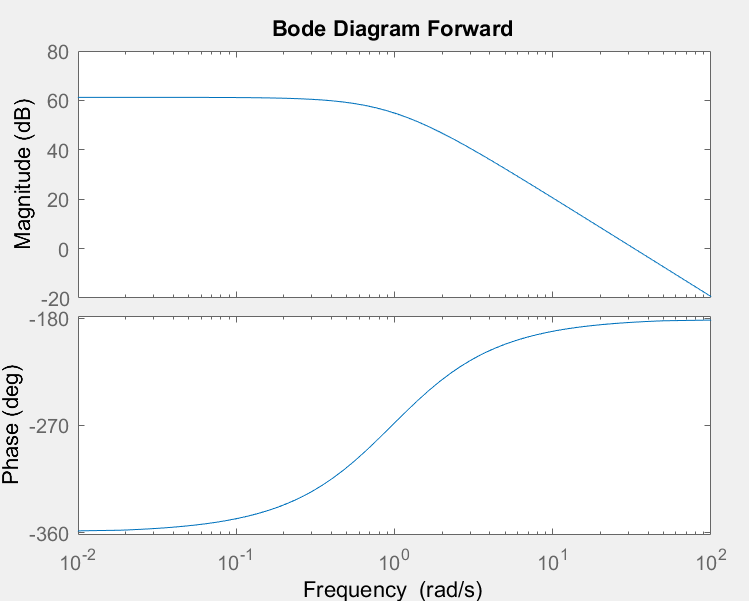 Bode Diagram Forward
Magnitude (dB)
80
60
40
20
0
-20
Phase (deg)
-180
-270
-360
10^-2 10^-1 10^0 10^1 10^2
Frequency (rad/s)